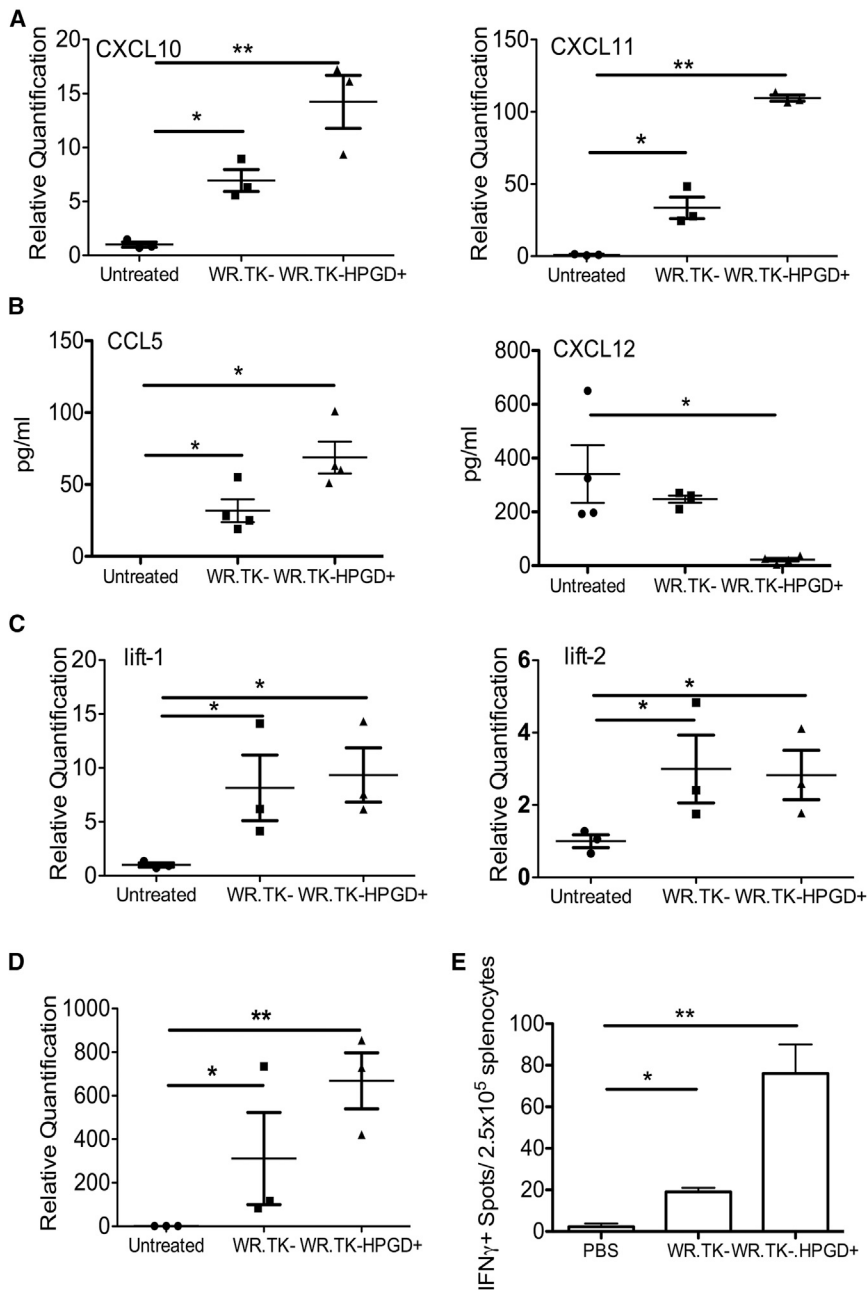 A
CXCL10
Relative Quantification
20
15
10
5
0
*
**
Untreated WR.TK- WR.TK-HPGD+
CXCL11
Relative Quantification
150
100
50
0
*
**
Untreated WR.TK- WR.TK-HPGD+
B
CCL5
pg/ml
150
100
50
0
*
*
Untreated WR.TK- WR.TK-HPGD+
CXCL12
pg/ml
800
600
400
200
0
*
Untreated WR.TK- WR.TK-HPGD+
C
lift-1
Relative Quantification
20
15
10
5
0
*
*
Untreated WR.TK- WR.TK-HPGD+
lift-2
Relative Quantification
6
4
2
0
*
*
Untreated WR.TK- WR.TK-HPGD+
D
Relative Quantification
1000
800
600
400
200
0
**
*
Untreated WR.TK- WR.TK-HPGD+
E
IFNγ+ Spots/ 2.5x10⁵ splenocytes
100
80
60
40
20
0
**
*
PBS WR.TK- WR.TK-.HPGD+